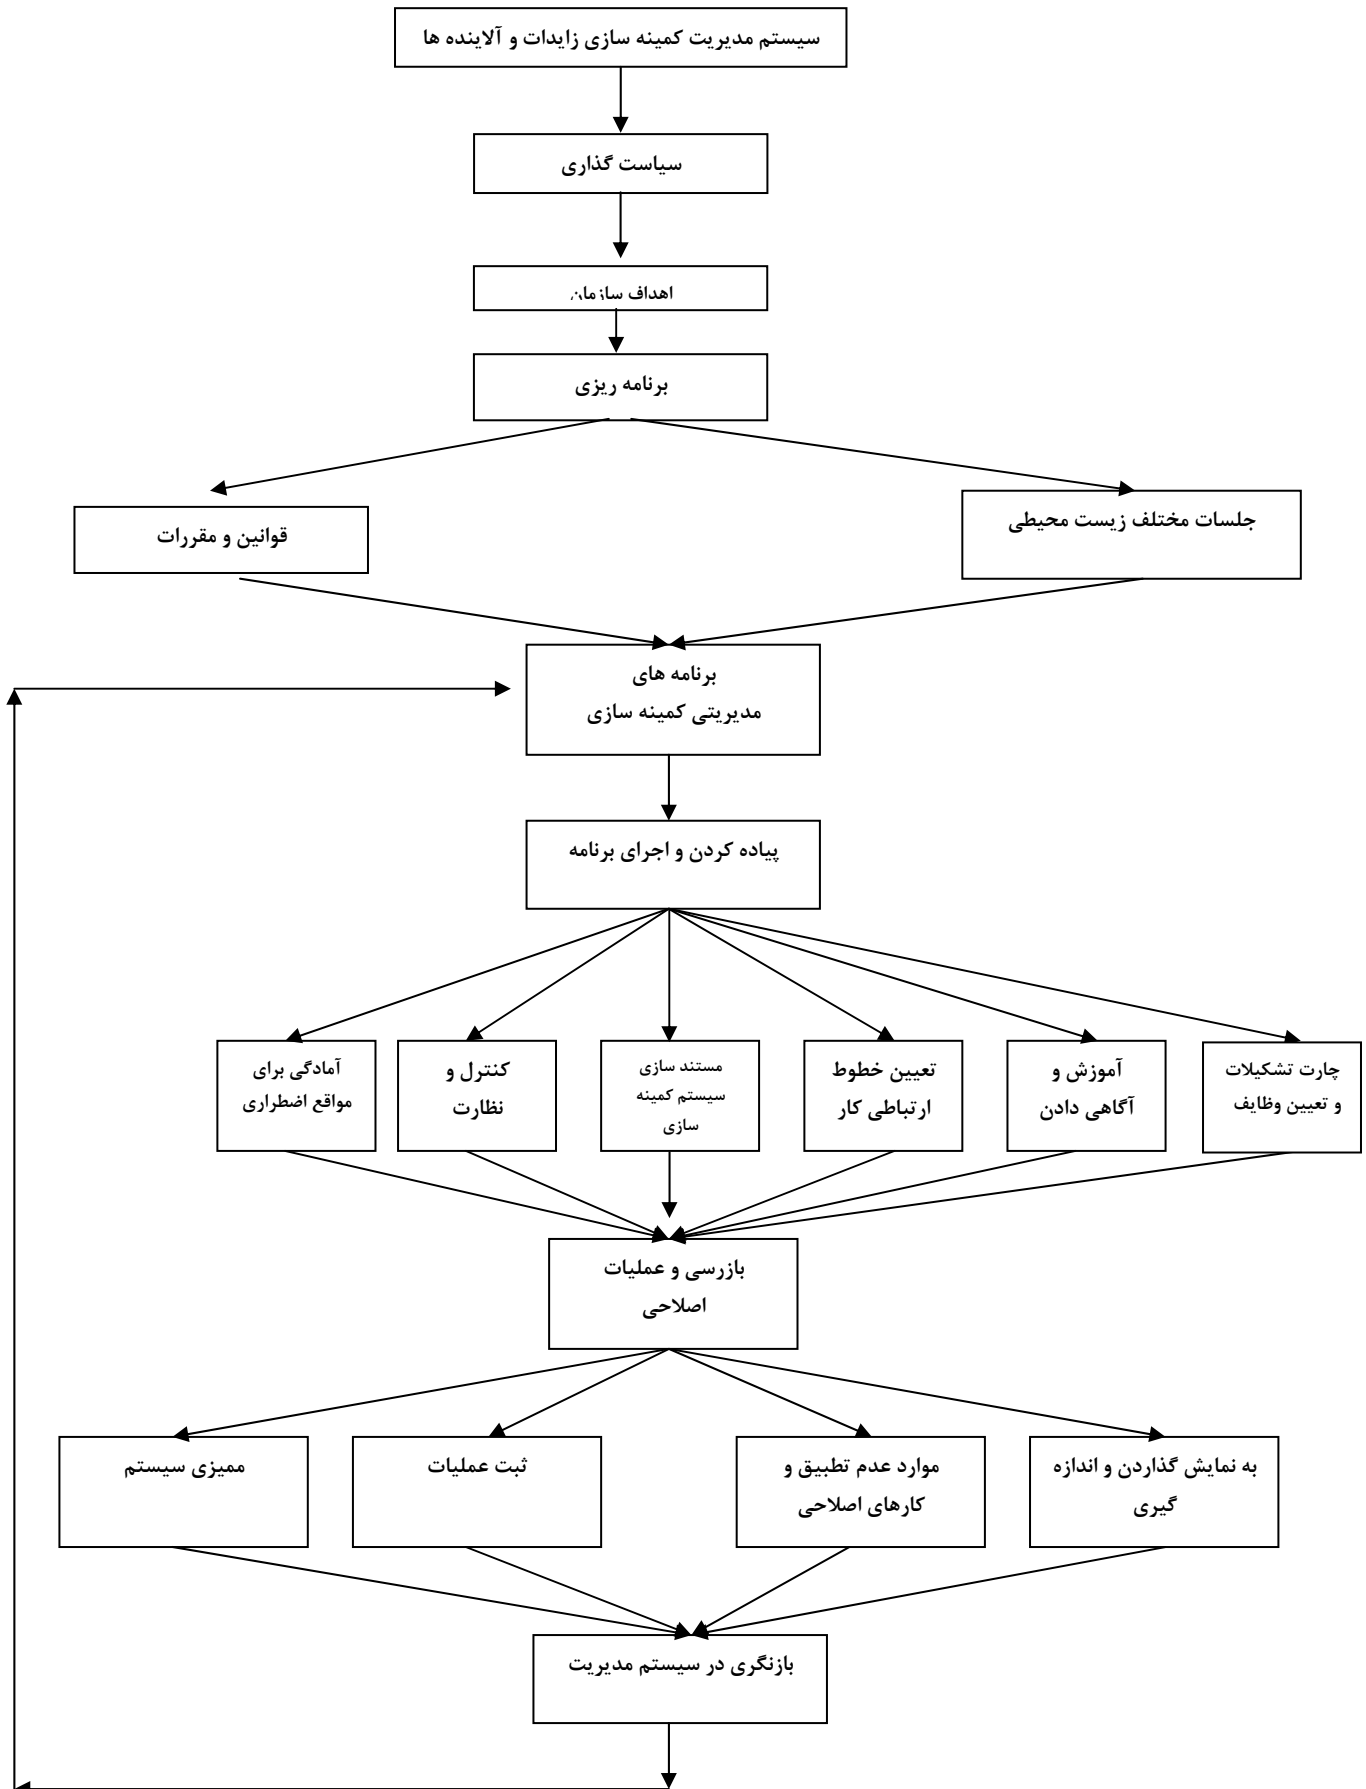 سیستم مدیریت کمینه سازی زایدات و آلاینده ها
سیاست گذاری
اهداف سازمان
برنامه ریزی
جلسات مختلف زیست محیطی
قوانین و مقررات
برنامه های
مدیریتی کمینه سازی
پیاده کردن و اجرای برنامه
چارت تشکیلات
و تعیین وظایف
آموزش و
آگاهی دادن
تعیین خطوط
ارتباطی کار
مستند سازی
سیستم کمینه
سازی
کنترل و
نظارت
آمادگی برای
مواقع اضطراری
بازرسی و عملیات
اصلاحی
به نمایش گذاردن و اندازه
گیری
موارد عدم تطبیق و
کارهای اصلاحی
ثبت عملیات
ممیزی سیستم
بازنگری در سیستم مدیریت